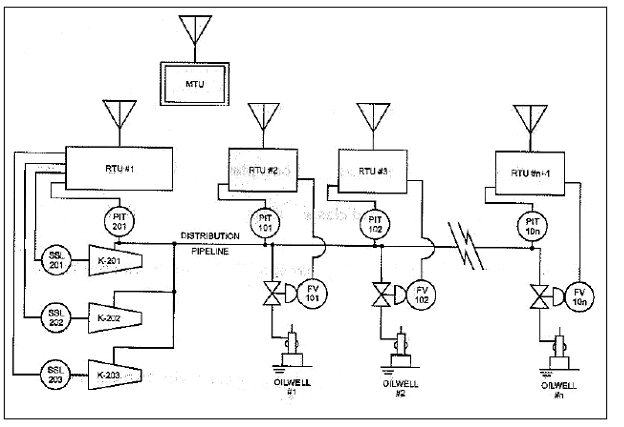 MTU
RTU #1
RTU #2
RTU #3
RTU #n+1
PIT
201
DISTRIBUTION
PIPELINE
PIT
101
PIT
102
PIT
10n
SSL
201
K-201
SSL
202
K-202
SSL
203
K-203
FV
101
FV
102
FV
10n
OILWELL
#1
OILWELL
#2
OILWELL
#n